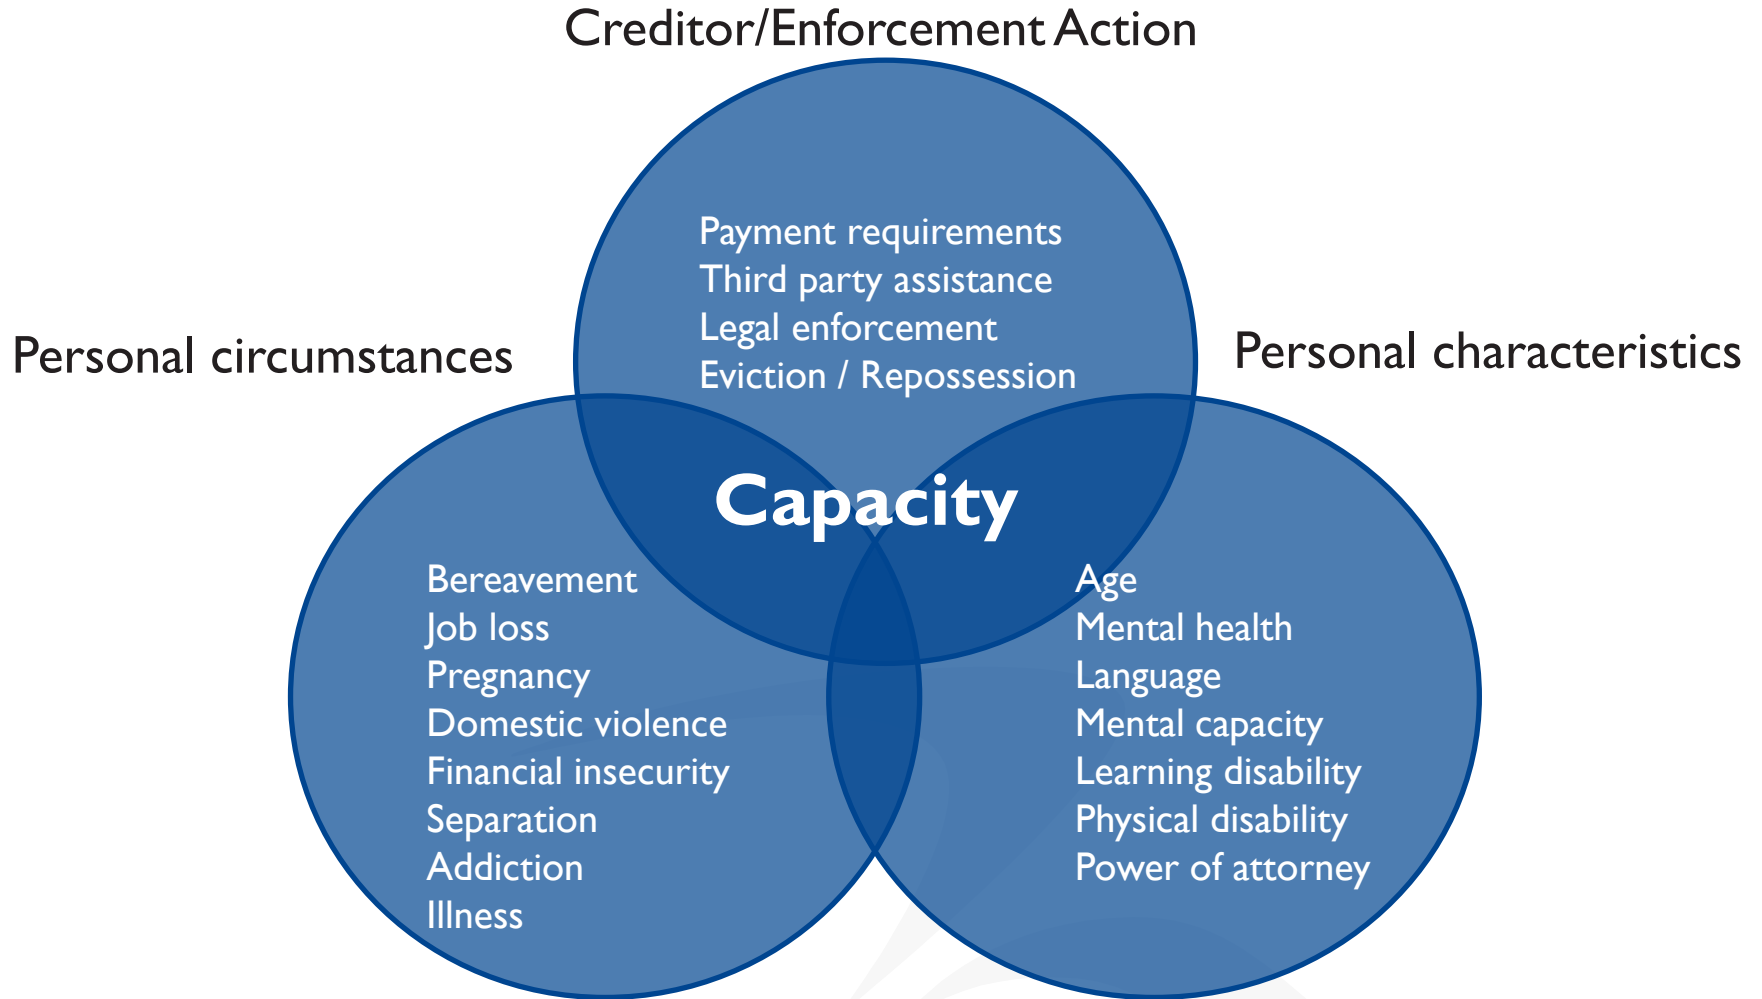 Creditor/Enforcement Action
Payment requirements
Third party assistance
Legal enforcement
Eviction / Repossession
Personal circumstances
Personal characteristics
Capacity
Bereavement
Job loss
Pregnancy
Domestic violence
Financial insecurity
Separation
Addiction
Illness
Age
Mental health
Language
Mental capacity
Learning disability
Physical disability
Power of attorney